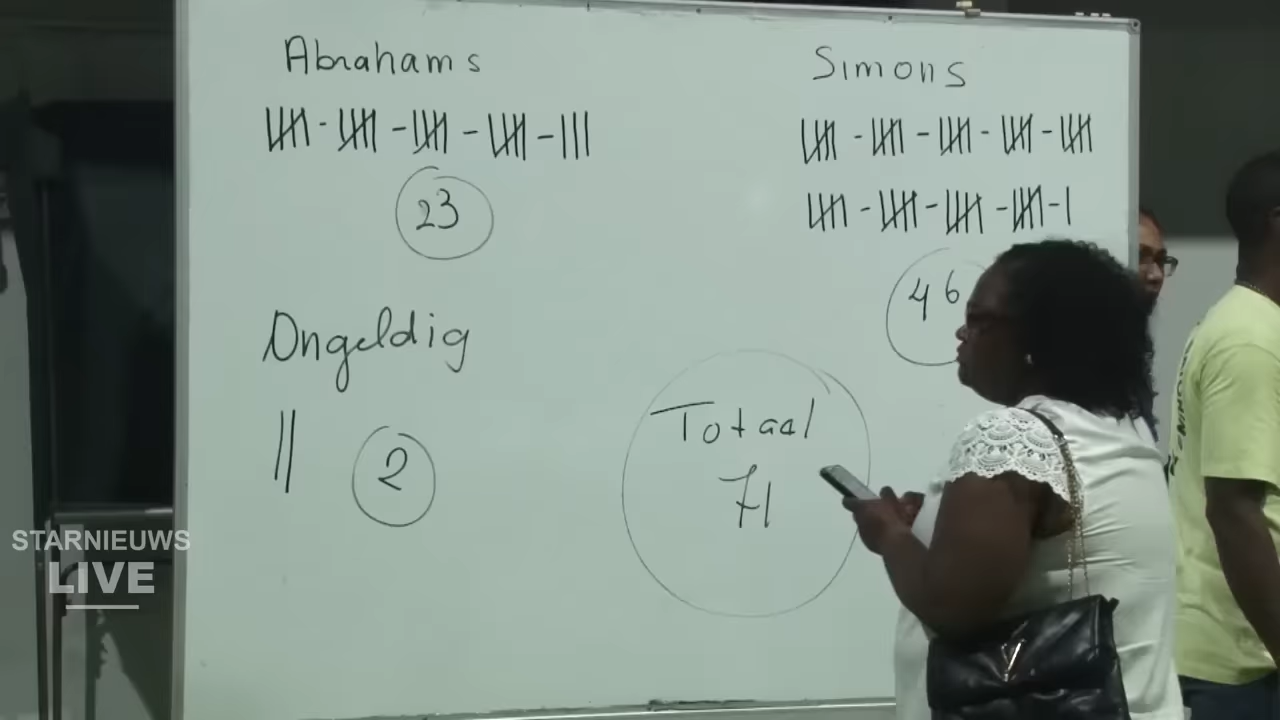 Abrahams
Simons
23
46
Ongeldig
2
Totaal
71
STARNIEUWS
LIVE